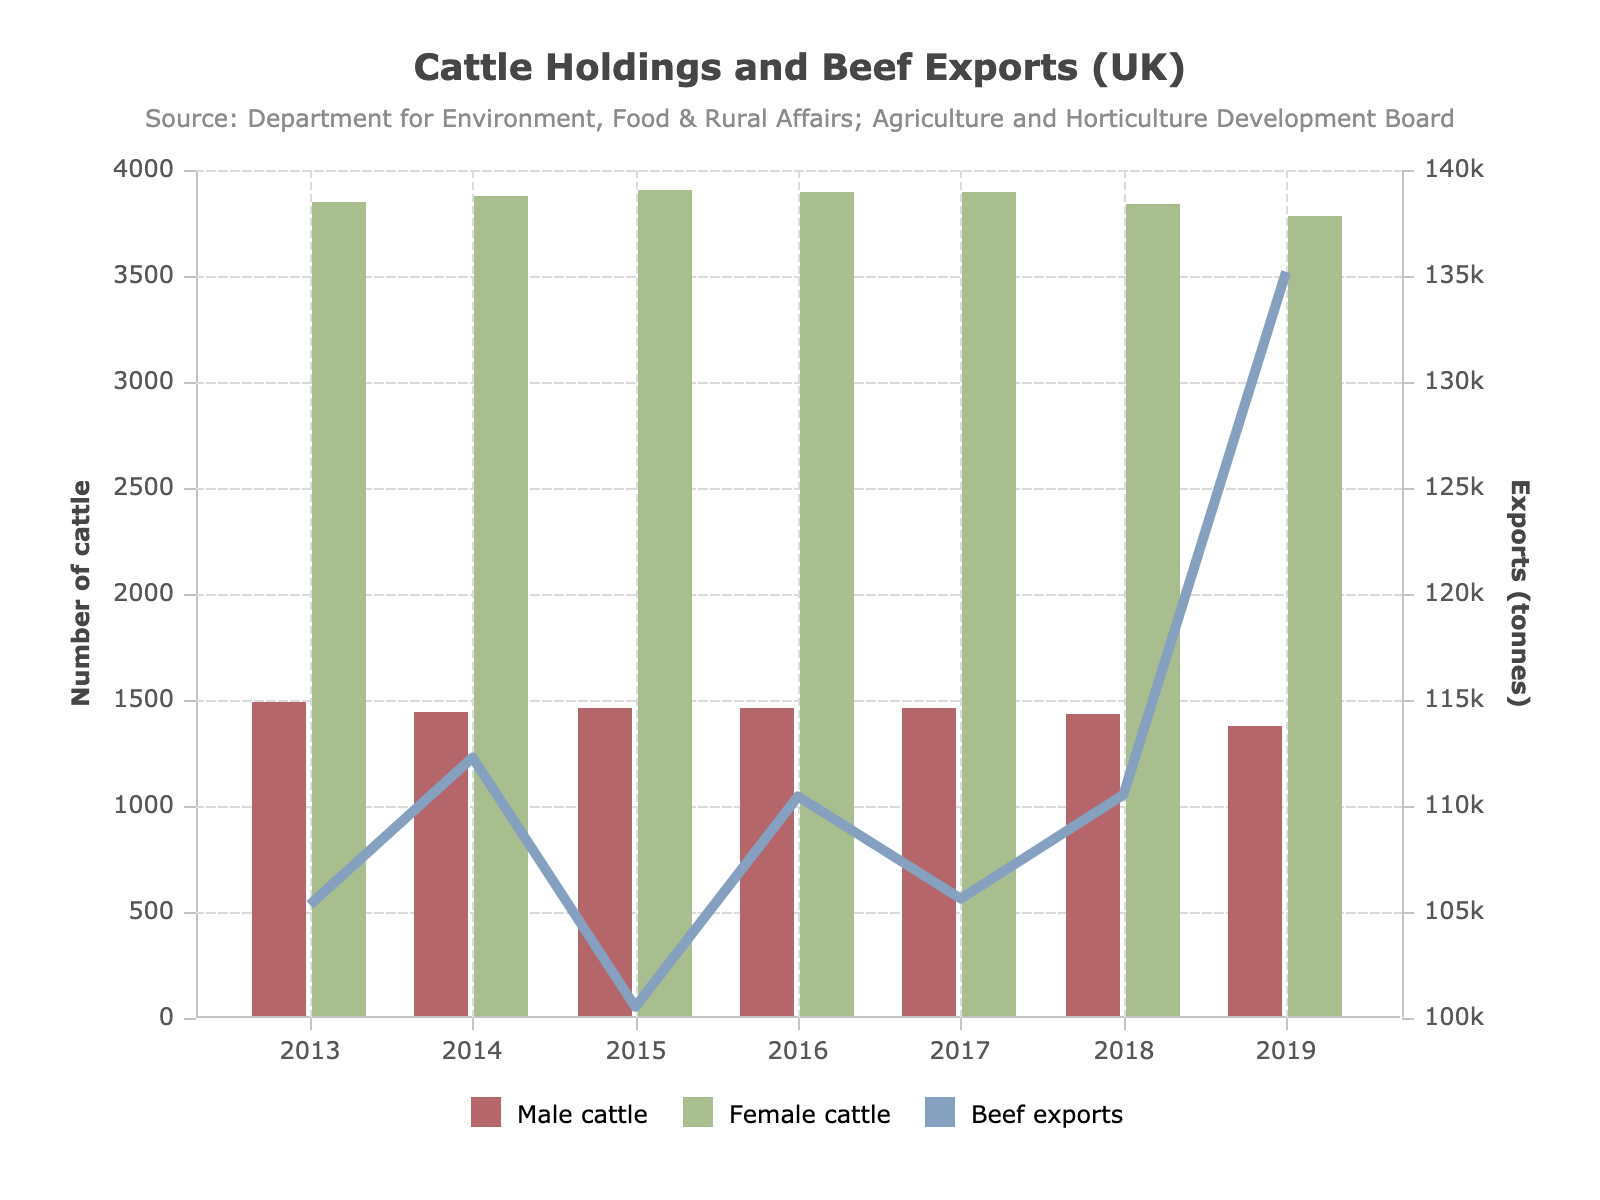 Cattle Holdings and Beef Exports (UK)
Source: Department for Environment, Food & Rural Affairs; Agriculture and Horticulture Development Board
4000
3500
3000
2500
2000
1500
1000
500
0
Number of cattle
140k
135k
130k
125k
120k
115k
110k
105k
100k
Exports (tonnes)
2013 2014 2015 2016 2017 2018 2019
Male cattle Female cattle Beef exports